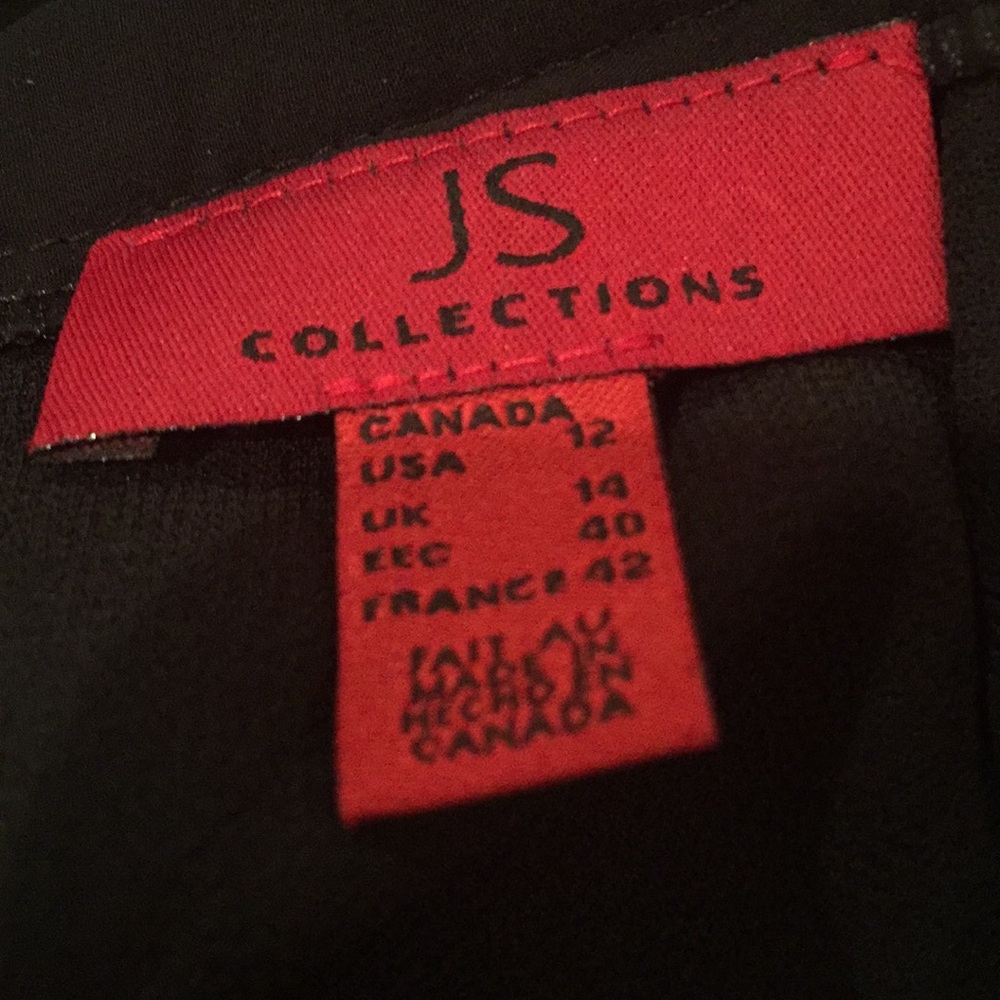 JS
COLLECTIONS
CANADA 12
USA
UK 14
EEC 40
FRANCE 42
FAIT AU
MADE IN
HECHO EN
CANADA